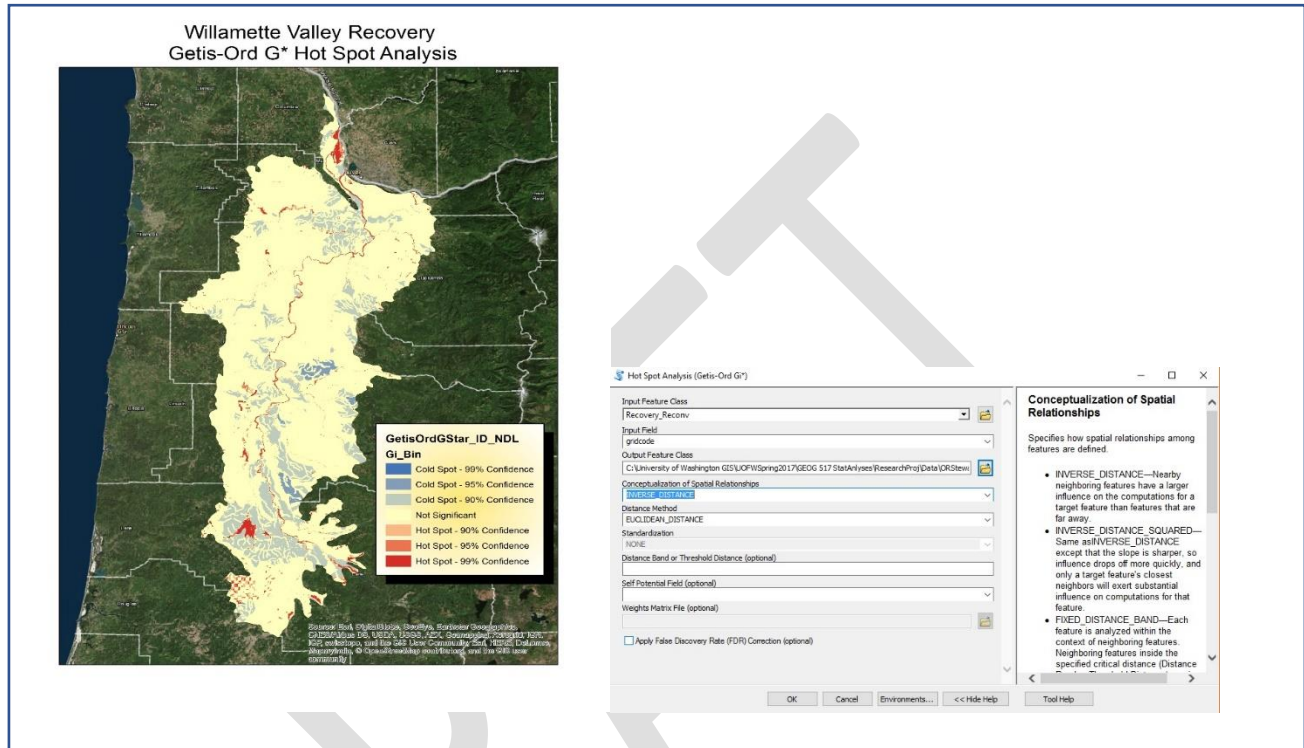 Willamette Valley Recovery
Getis-Ord G* Hot Spot Analysis
GetisOrdGStar_ID_NDL
Gi_Bin
Cold Spot - 99% Confidence
Cold Spot - 95% Confidence
Cold Spot - 90% Confidence
Not Significant
Hot Spot - 90% Confidence
Hot Spot - 95% Confidence
Hot Spot - 99% Confidence
community
Hot Spot Analysis (Getis-Ord Gi*)
Input Feature Class
Recovery_Reconv
Input Field
gridcode
Output Feature Class
C:\University of Washington GIS\UOFWSpring2017\GEOG 517 StatAnlyses\ResearchProj\Data\ORStew
Conceptualization of Spatial Relationships
INVERSE_DISTANCE
Distance Method
EUCLIDEAN_DISTANCE
Standardization
NONE
Distance Band or Threshold Distance (optional)
Self Potential Field (optional)
Weights Matrix File (optional)
Apply False Discovery Rate (FDR) Correction (optional)
Conceptualization of Spatial
Relationships
Specifies how spatial relationships among
features are defined.
• INVERSE_DISTANCE—Nearby
neighboring features have a larger
influence on the computations for a
target feature than features that are
far away.
• INVERSE_DISTANCE_SQUARED—
Same asINVERSE_DISTANCE
except that the slope is sharper, so
influence drops off more quickly, and
only a target feature's closest
neighbors will exert substantial
influence on computations for that
feature.
• FIXED_DISTANCE_BAND—Each
feature is analyzed within the
context of neighboring features.
Neighboring features inside the
specified critical distance (Distance
OK
Cancel
Environments...
<< Hide Help
Tool Help